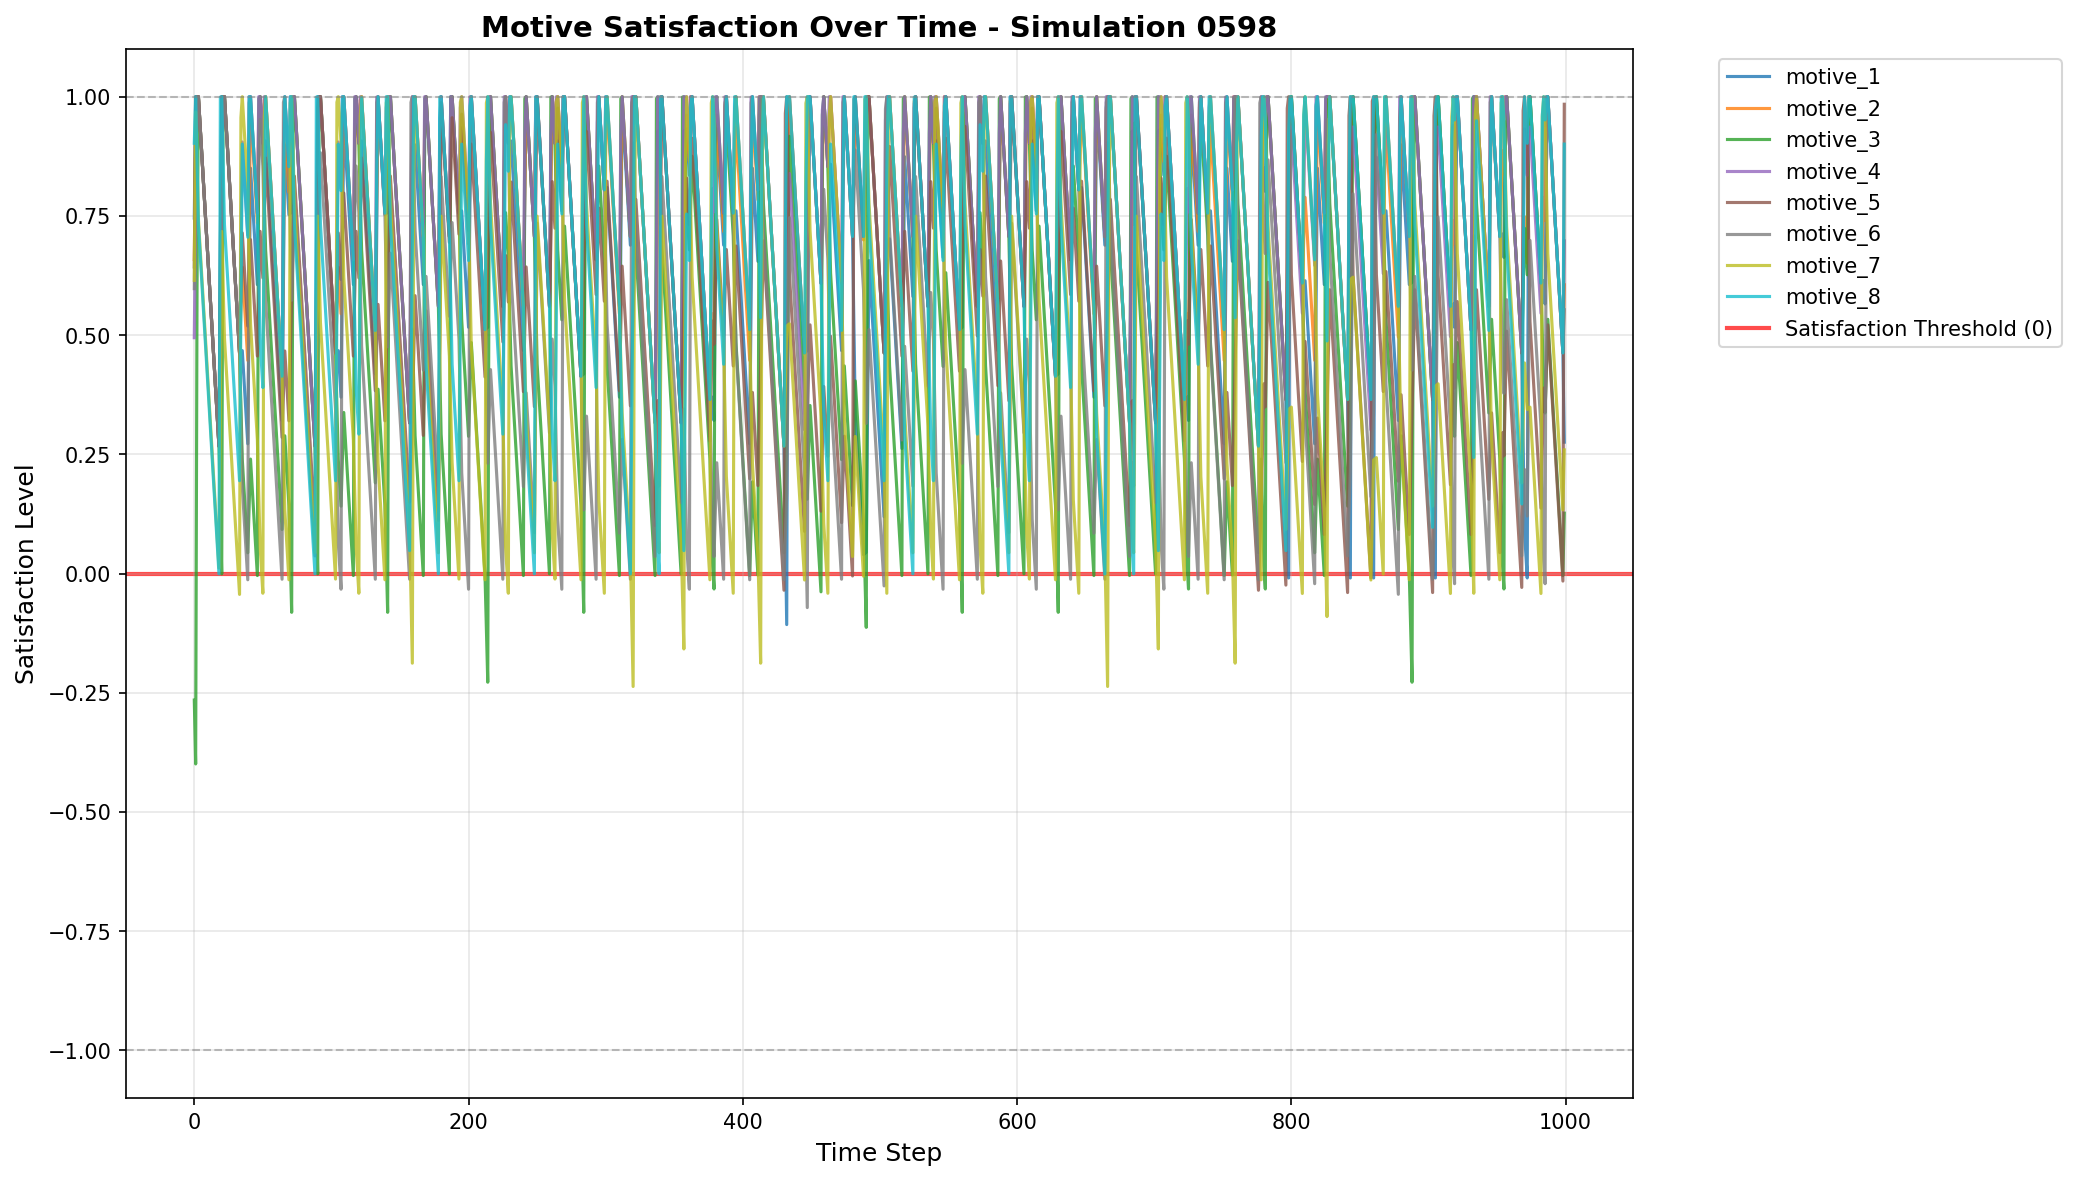 Motive Satisfaction Over Time - Simulation 0598
1.00
0.75
0.50
0.25
0.00
−0.25
−0.50
−0.75
−1.00
Satisfaction Level
0
200
400
600
800
1000
Time Step
motive_1
motive_2
motive_3
motive_4
motive_5
motive_6
motive_7
motive_8
Satisfaction Threshold (0)